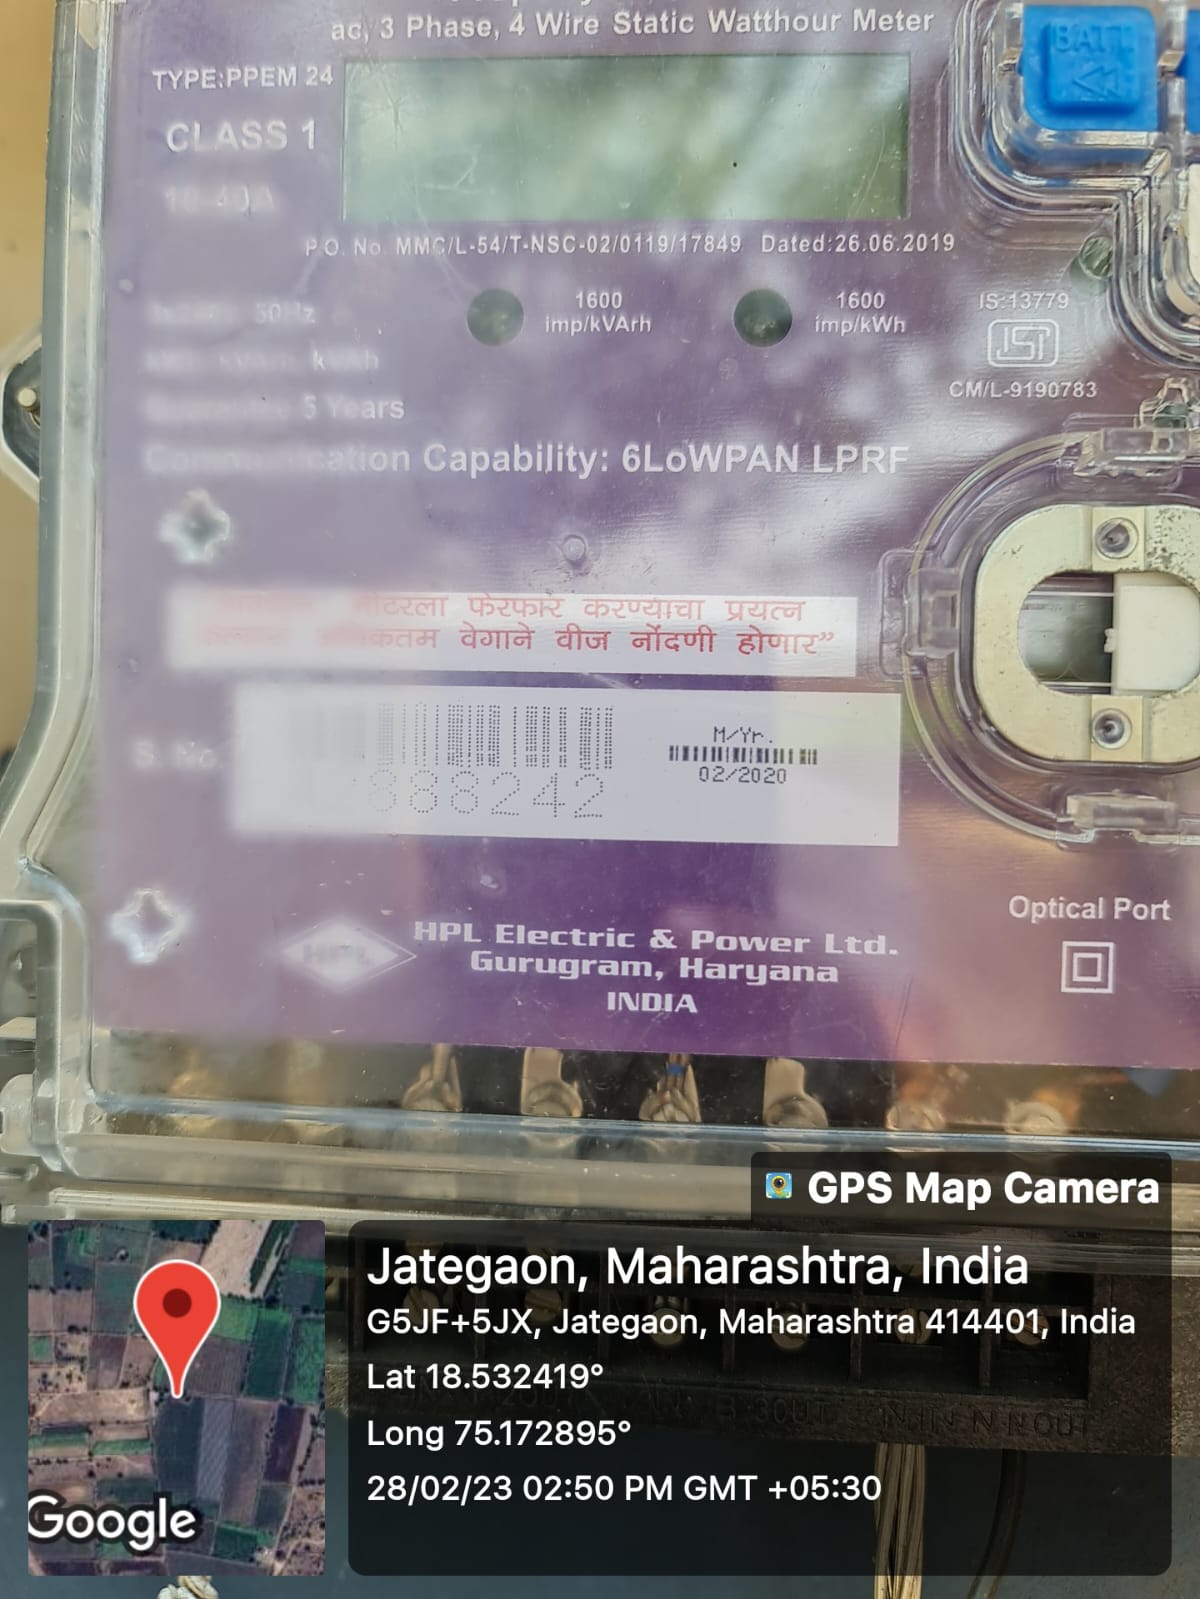 ac, 3 Phase, 4 Wire Static Watthour Meter
TYPE:PPEM 24
CLASS 1
P.O. No. MMC/L-54/T-NSC-02/0119/17849 Dated:26.06.2019
50Hz
1600
imp/kVArh
1600
imp/kWh
IS:13779
ISI
CM/L-9190783
5 Years
Communication Capability: 6LoWPAN LPRF
BATT
मीटरला फेरफार करण्याचा प्रयत्न
वेगाने वीज नोंदणी होणार”
S. No.
888242
M/Yr.
02/2020
HPL
HPL Electric & Power Ltd.
Gurugram, Haryana
INDIA
Optical Port
GPS Map Camera
Jategaon, Maharashtra, India
G5JF+5JX, Jategaon, Maharashtra 414401, India
Lat 18.532419°
Long 75.172895°
28/02/23 02:50 PM GMT +05:30
Google